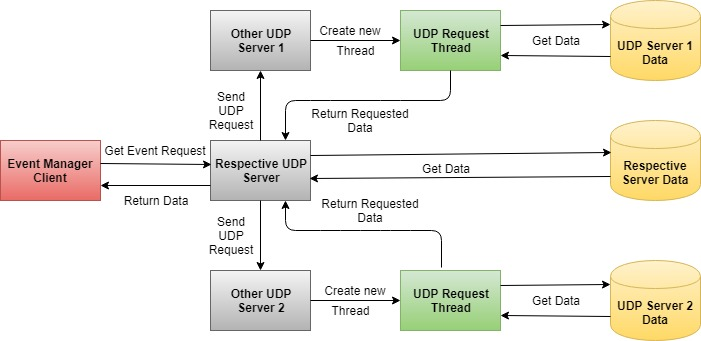 Other UDP
Server 1
Create new
Thread
UDP Request
Thread
Get Data
UDP Server 1
Data
Send
UDP
Request
Return Requested
Data
Event Manager
Client
Get Event Request
Return Data
Respective UDP
Server
Get Data
Respective
Server Data
Send
UDP
Request
Return Requested
Data
Other UDP
Server 2
Create new
Thread
UDP Request
Thread
Get Data
UDP Server 2
Data